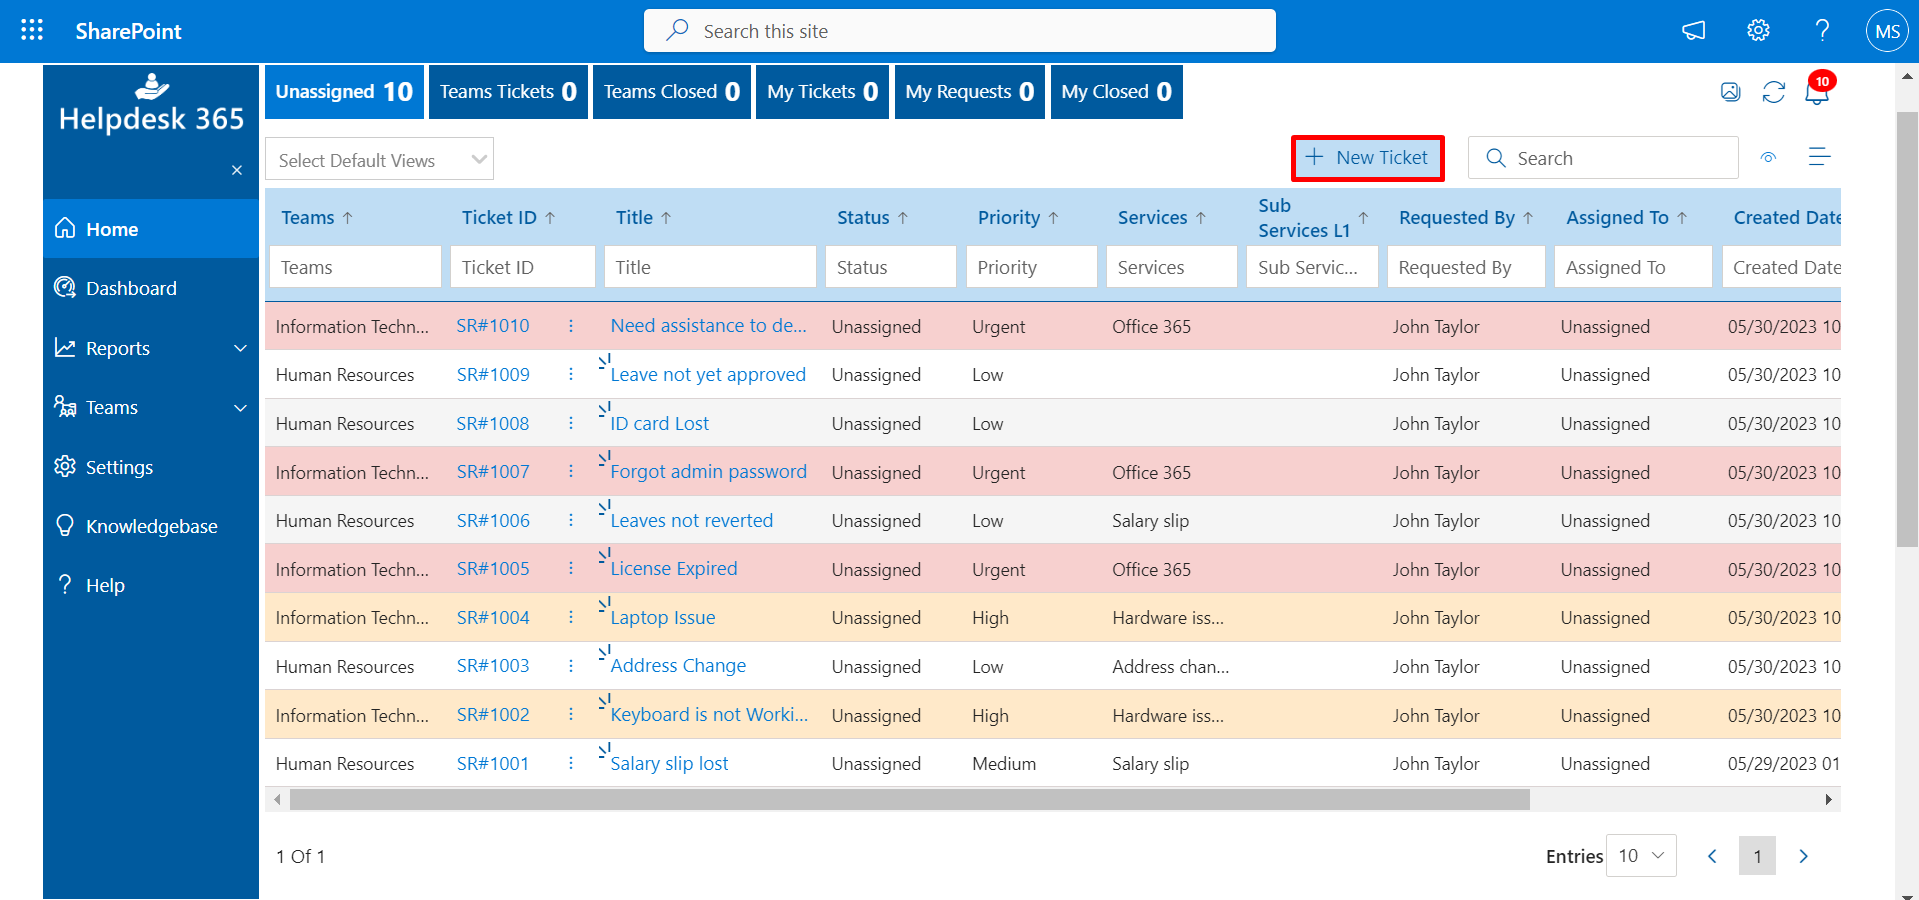 SharePoint
Search this site
MS
Helpdesk 365
Unassigned 10
Teams Tickets 0
Teams Closed 0
My Tickets 0
My Requests 0
My Closed 0
10
Select Default Views
New Ticket
Search
Home
Dashboard
Reports
Teams
Settings
Knowledgebase
Help
Teams Ticket ID Title Status Priority Services Sub Services L1 Requested By Assigned To Created Date
Teams Ticket ID Title Status Priority Services Sub Servic... Requested By Assigned To Created Date
Information Techn... SR#1010 Need assistance to de... Unassigned Urgent Office 365 John Taylor Unassigned 05/30/2023 10
Human Resources SR#1009 Leave not yet approved Unassigned Low John Taylor Unassigned 05/30/2023 10
Human Resources SR#1008 ID card Lost Unassigned Low John Taylor Unassigned 05/30/2023 10
Information Techn... SR#1007 Forgot admin password Unassigned Urgent Office 365 John Taylor Unassigned 05/30/2023 10
Human Resources SR#1006 Leaves not reverted Unassigned Low Salary slip John Taylor Unassigned 05/30/2023 10
Information Techn... SR#1005 License Expired Unassigned Urgent Office 365 John Taylor Unassigned 05/30/2023 10
Information Techn... SR#1004 Laptop Issue Unassigned High Hardware iss... John Taylor Unassigned 05/30/2023 10
Human Resources SR#1003 Address Change Unassigned Low Address chan... John Taylor Unassigned 05/30/2023 10
Information Techn... SR#1002 Keyboard is not Worki... Unassigned High Hardware iss... John Taylor Unassigned 05/30/2023 10
Human Resources SR#1001 Salary slip lost Unassigned Medium Salary slip John Taylor Unassigned 05/29/2023 01
1 Of 1
Entries 10
1